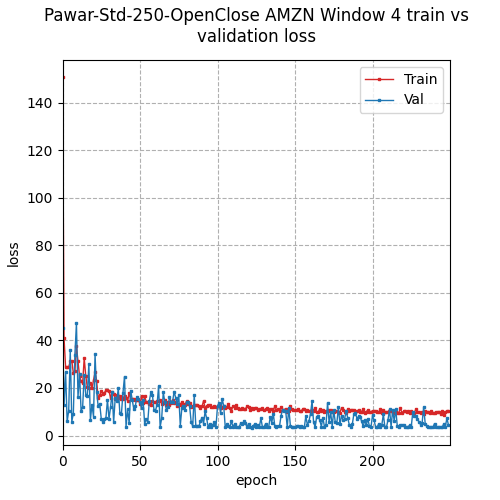 Pawar-Std-250-OpenClose AMZN Window 4 train vs
validation loss
Train
Val
140
120
100
80
60
40
20
0
loss
0 50 100 150 200
epoch